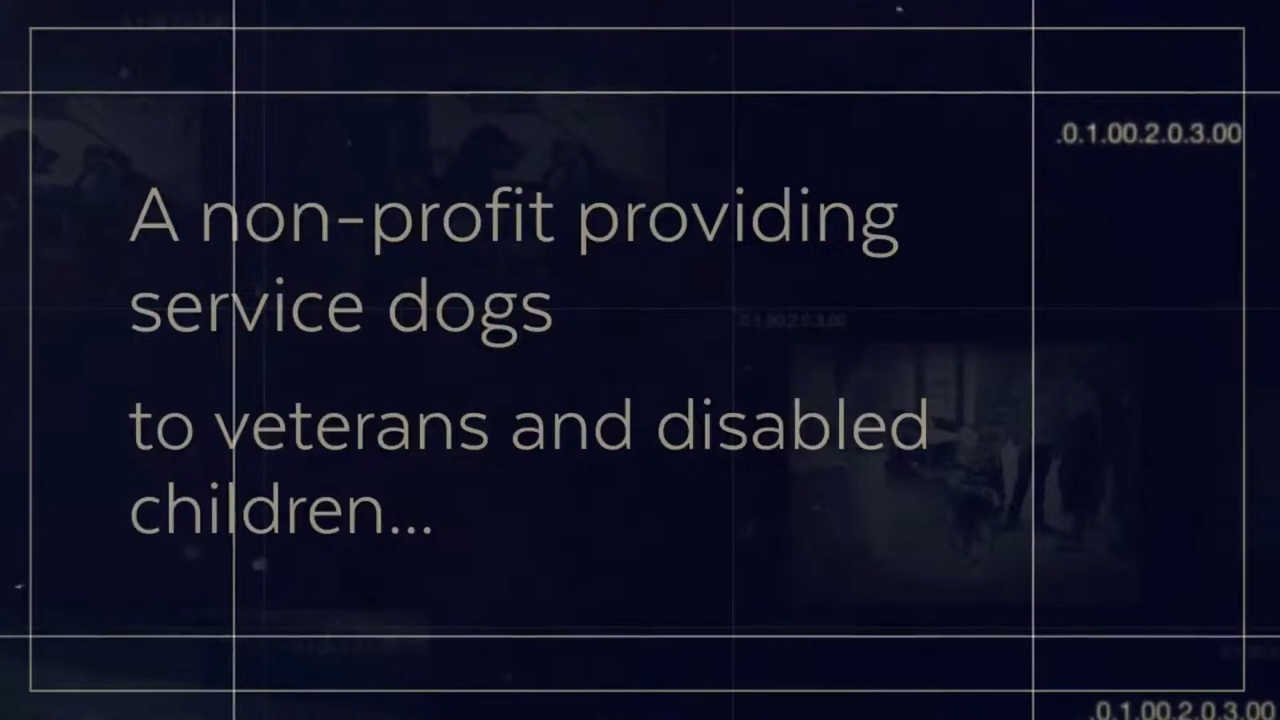 .0.1.00.2.0.3.00
A non-profit providing
service dogs
to veterans and disabled
children...
.0.1.00.2.0.3.00